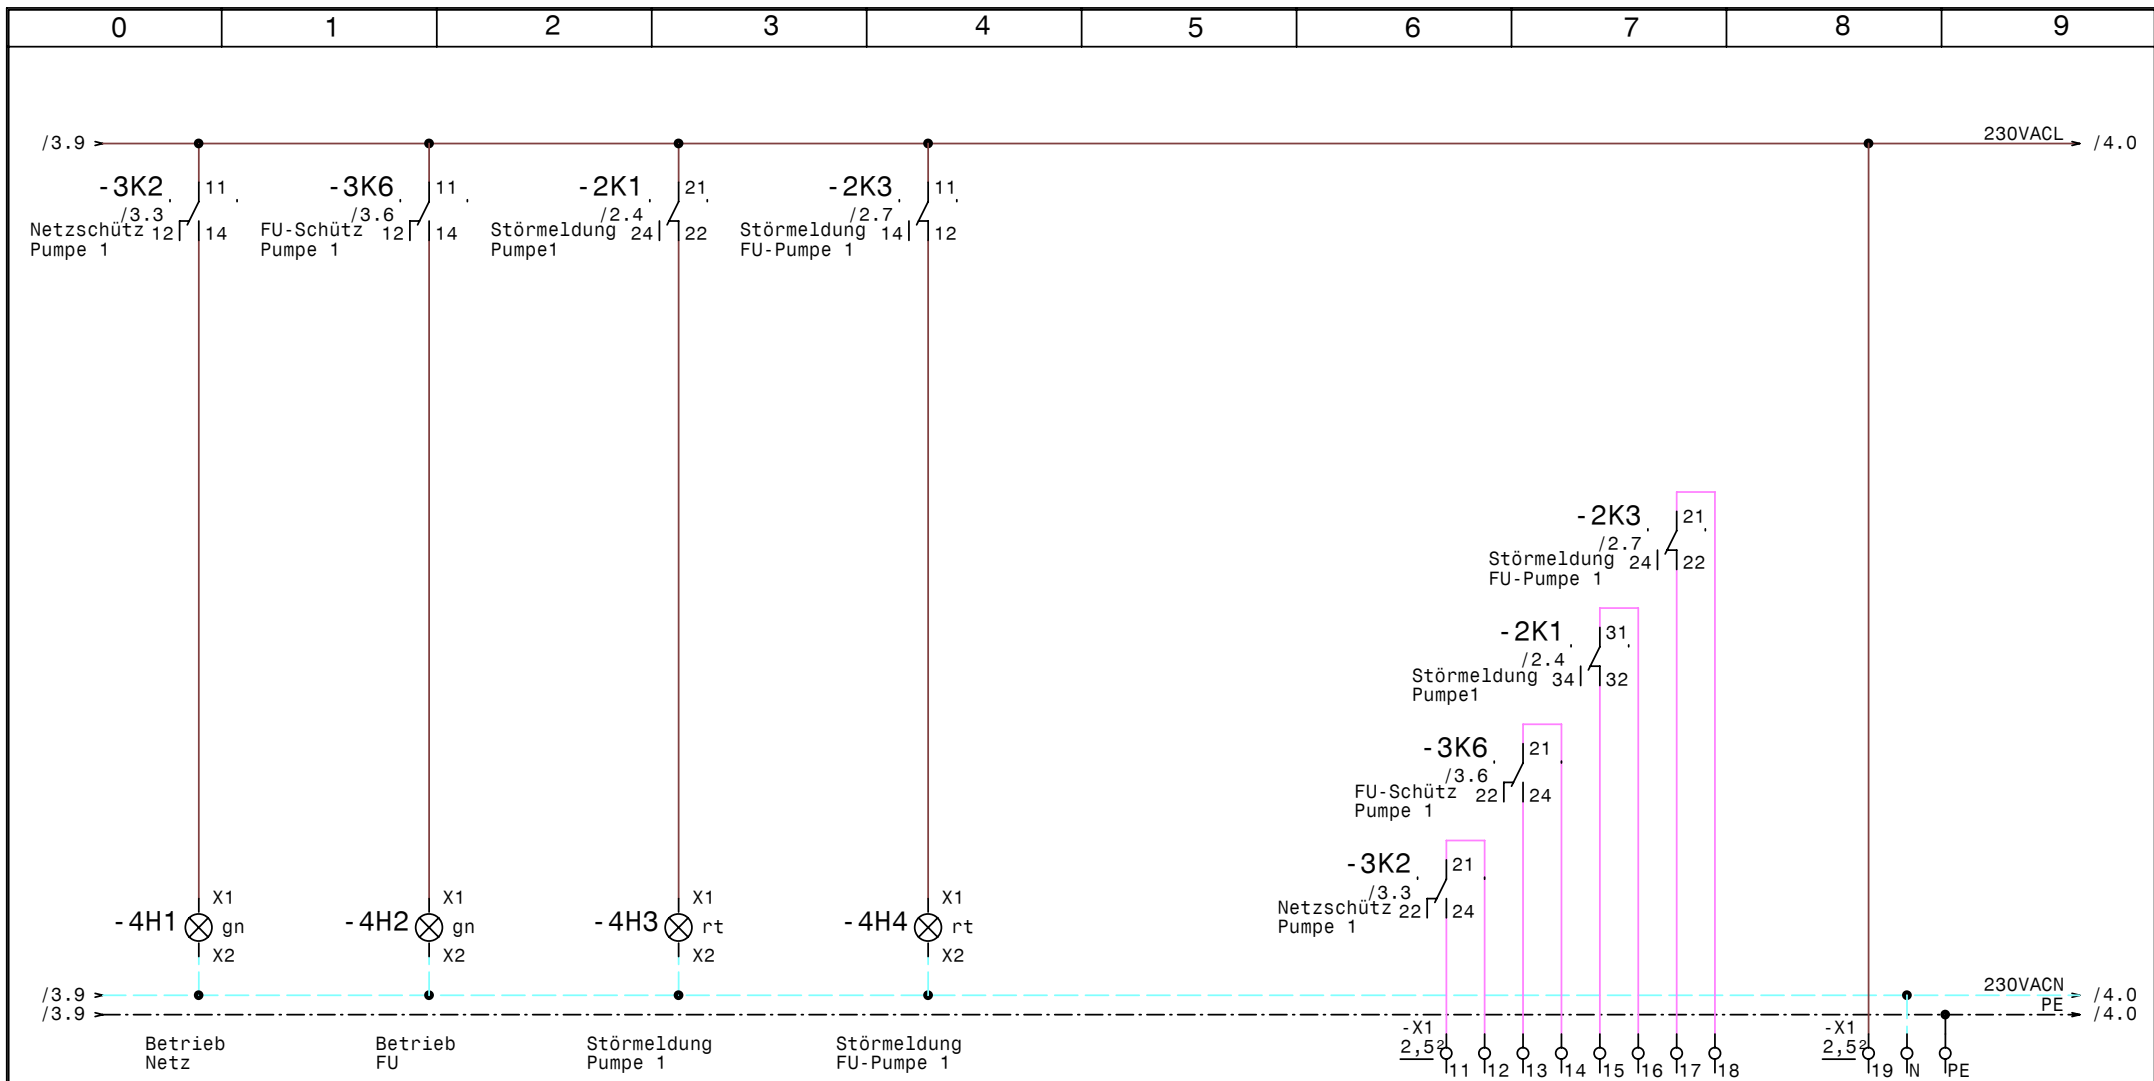 0 1 2 3 4 5 6 7 8 9
/3.9 230VACL /4.0
-3K2 11
/3.3
Netzschütz 12 14
Pumpe 1
-3K6 11
/3.6
FU-Schütz 12 14
Pumpe 1
-2K1 21
/2.4
Störmeldung 24 22
Pumpe1
-2K3 11
/2.7
Störmeldung 14 12
FU-Pumpe 1
-2K3 21
/2.7
Störmeldung 24 22
FU-Pumpe 1
-2K1 31
/2.4
Störmeldung 34 32
Pumpe1
-3K6 21
/3.6
FU-Schütz 22 24
Pumpe 1
-3K2 21
/3.3
Netzschütz 22 24
Pumpe 1
X1
-4H1 gn
X2
X1
-4H2 gn
X2
X1
-4H3 rt
X2
X1
-4H4 rt
X2
/3.9 230VACN /4.0
/3.9 PE /4.0
Betrieb
Netz
Betrieb
FU
Störmeldung
Pumpe 1
Störmeldung
FU-Pumpe 1
-X1
2,5²
11 12 13 14 15 16 17 18
-X1
2,5²
19 N PE